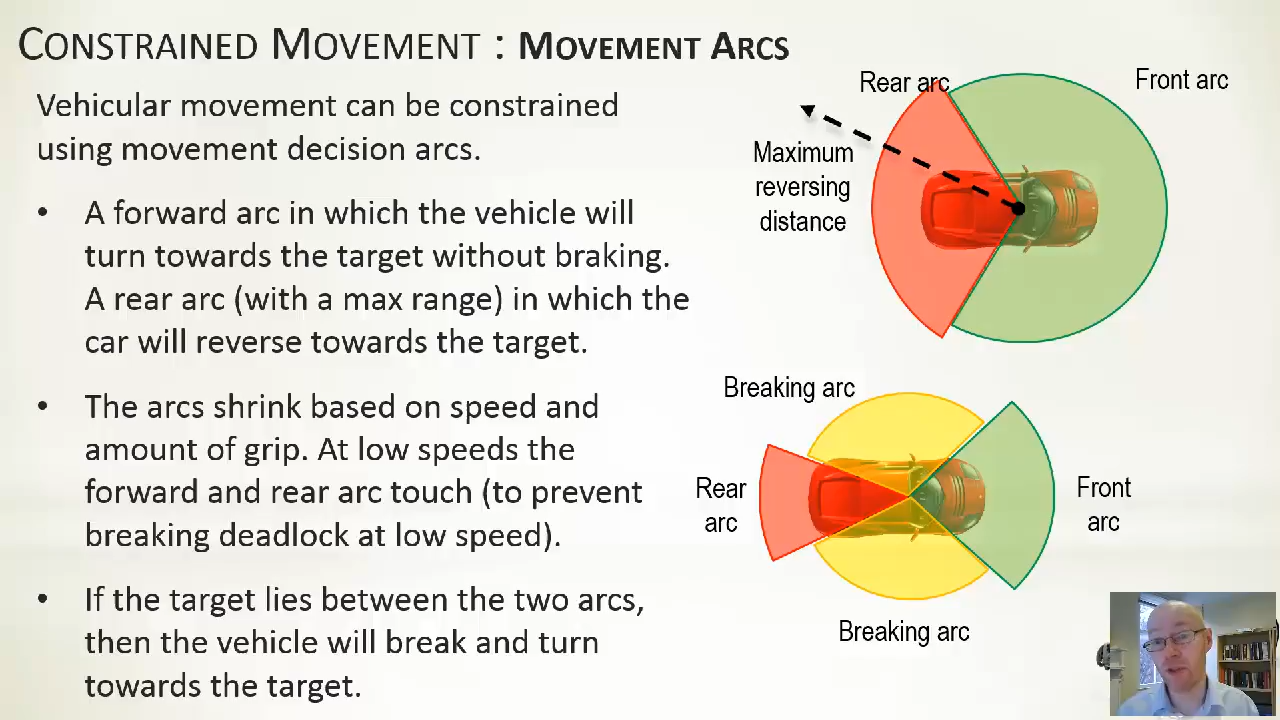 CONSTRAINED MOVEMENT : MOVEMENT ARCS
Vehicular movement can be constrained
using movement decision arcs.
• A forward arc in which the vehicle will
turn towards the target without braking.
A rear arc (with a max range) in which the
car will reverse towards the target.
• The arcs shrink based on speed and
amount of grip. At low speeds the
forward and rear arc touch (to prevent
breaking deadlock at low speed).
• If the target lies between the two arcs,
then the vehicle will break and turn
towards the target.
Rear arc
Front arc
Maximum
reversing
distance
Breaking arc
Rear
arc
Front
arc
Breaking arc